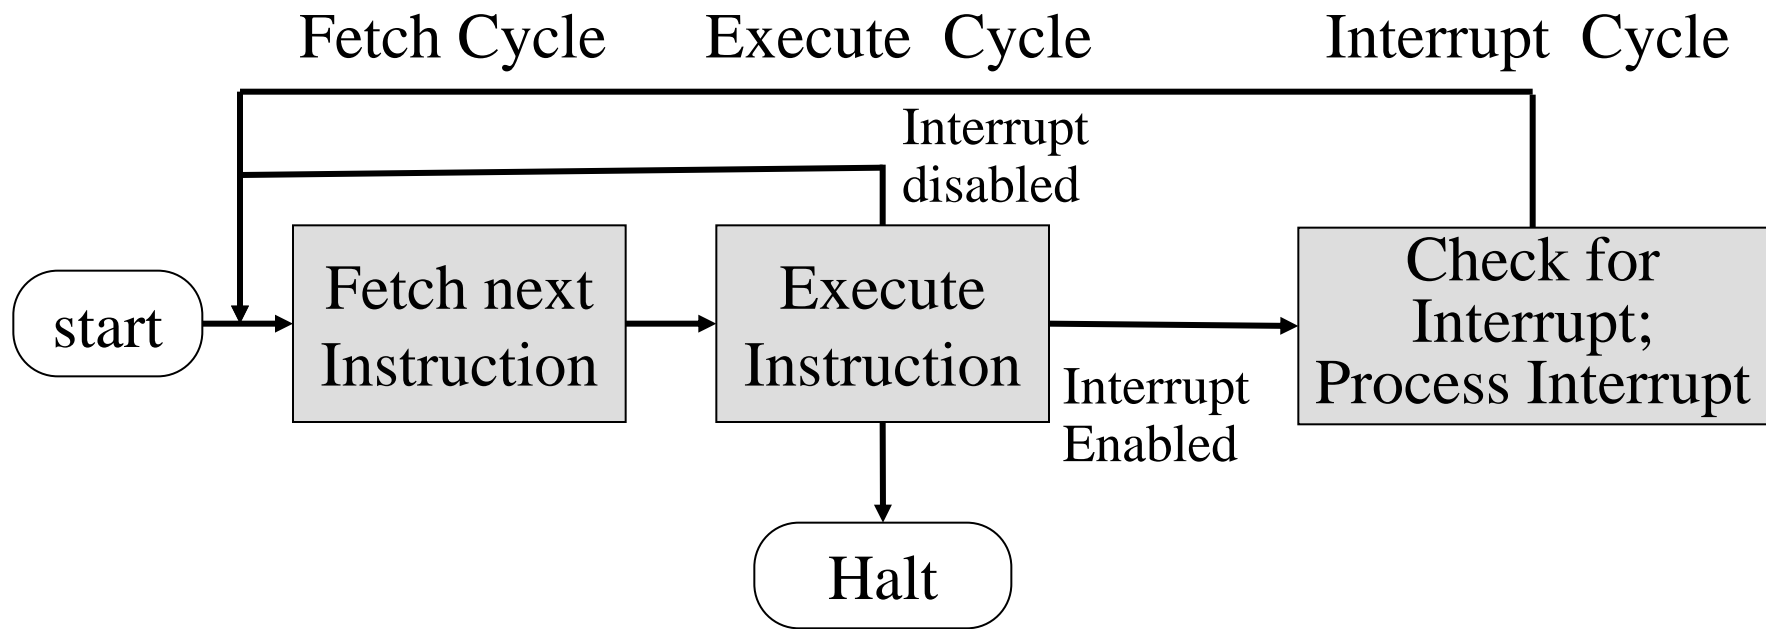 Fetch Cycle
Execute Cycle
Interrupt Cycle
Interrupt
disabled
start
Fetch next
Instruction
Execute
Instruction
Interrupt
Enabled
Check for
Interrupt;
Process Interrupt
Halt